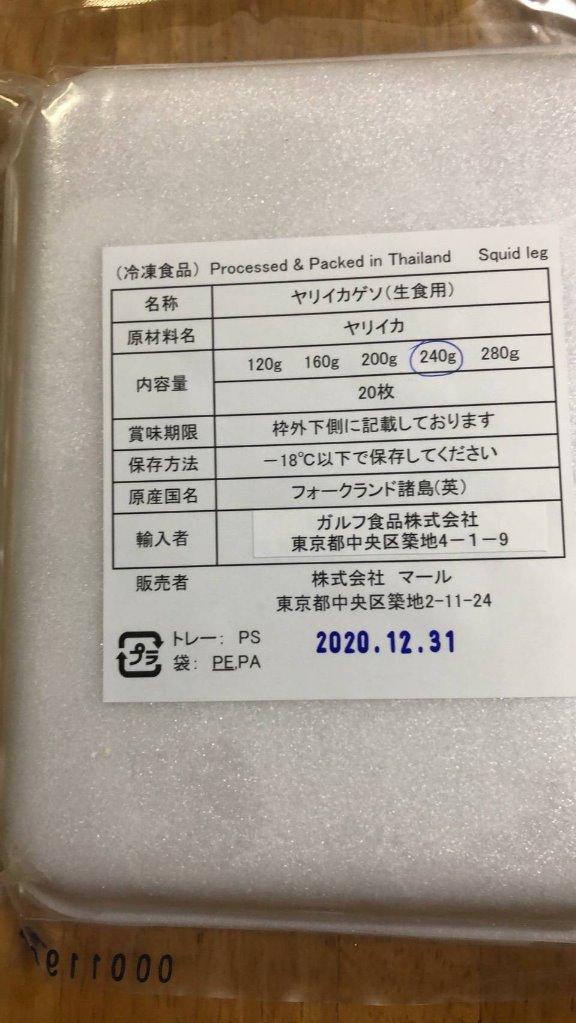 (冷凍食品) Processed & Packed in Thailand Squid leg
名称 ヤリイカゲソ(生食用)
原材料名 ヤリイカ
内容量 120g 160g 200g 240g 280g
20枚
賞味期限 枠外下側に記載しております
保存方法 －18℃以下で保存してください
原産国名 フォークランド諸島(英)
輸入者 ガルフ食品株式会社
東京都中央区築地4－1－9
販売者 株式会社 マール
東京都中央区築地2-11-24
プラ トレー: PS
袋: PE,PA
2020.12.31